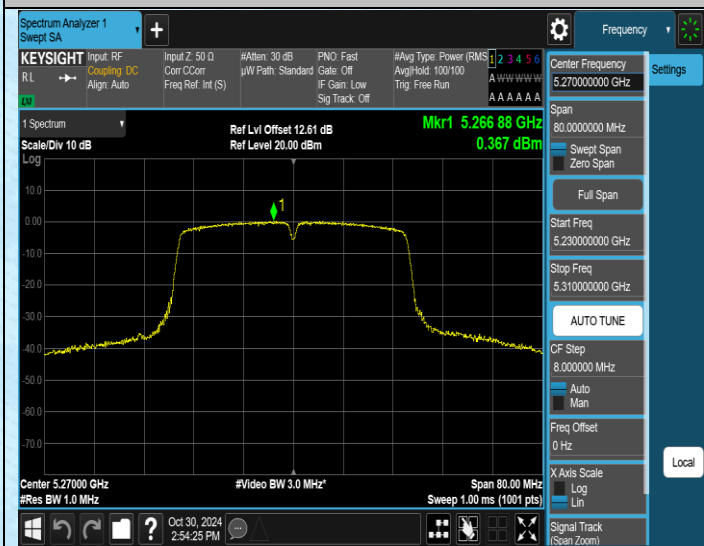 Spectrum Analyzer 1
Swept SA
Frequency
KEYSIGHT
RL
LXI
Input: RF
Coupling: DC
Align: Auto
Input Z: 50 Ω
Corr CCorr
Freq Ref: Int (S)
#Atten: 30 dB
µW Path: Standard
PNO: Fast
Gate: Off
IF Gain: Low
Sig Track: Off
#Avg Type: Power (RMS
Avg|Hold: 100/100
Trig: Free Run
1 2 3 4 5 6
A W W W W W
A A A A A A
1 Spectrum
Scale/Div 10 dB
Log
Ref Lvl Offset 12.61 dB
Ref Level 20.00 dBm
Mkr1 5.266 88 GHz
0.367 dBm
10.0
0.00
-10.0
-20.0
-30.0
-40.0
-50.0
-60.0
-70.0
1
Center 5.27000 GHz
#Res BW 1.0 MHz
#Video BW 3.0 MHz*
Span 80.00 MHz
Sweep 1.00 ms (1001 pts)
Center Frequency
5.270000000 GHz
Settings
Span
80.0000000 MHz
Swept Span
Zero Span
Full Span
Start Freq
5.230000000 GHz
Stop Freq
5.310000000 GHz
AUTO TUNE
CF Step
8.000000 MHz
Auto
Man
Freq Offset
0 Hz
X Axis Scale
Log
Lin
Local
Signal Track
(Span Zoom)
?
Oct 30, 2024
2:54:25 PM